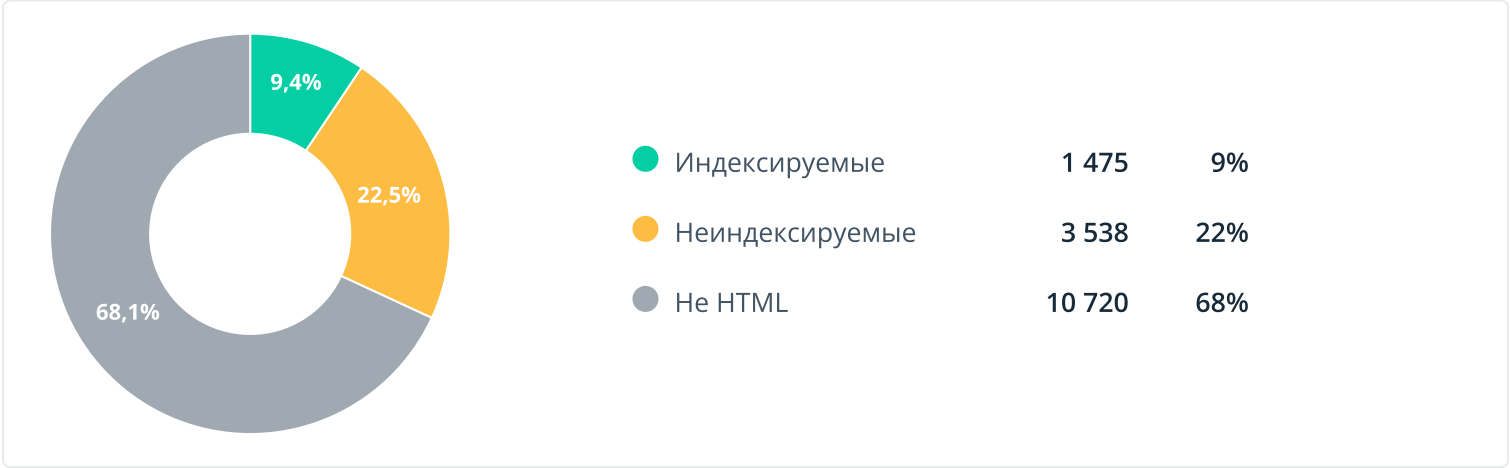 9,4%
22,5%
68,1%
Индексируемые 1 475 9%
Неиндексируемые 3 538 22%
Не HTML 10 720 68%